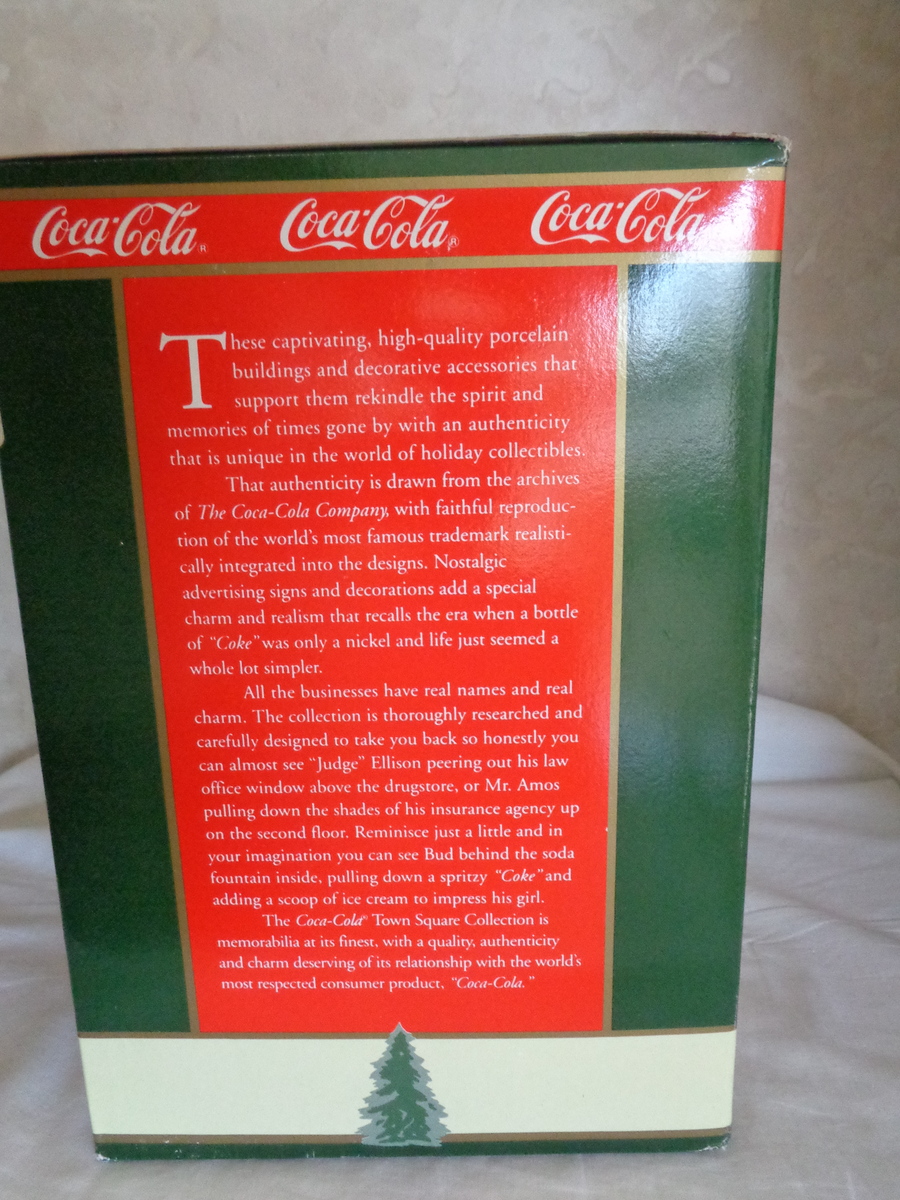 Coca-Cola® Coca-Cola® Coca-Cola
These captivating, high-quality porcelain
buildings and decorative accessories that
support them rekindle the spirit and
memories of times gone by with an authenticity
that is unique in the world of holiday collectibles.
That authenticity is drawn from the archives
of The Coca-Cola Company, with faithful reproduc-
tion of the world's most famous trademark realisti-
cally integrated into the designs. Nostalgic
advertising signs and decorations add a special
charm and realism that recalls the era when a bottle
of "Coke" was only a nickel and life just seemed a
whole lot simpler.
All the businesses have real names and real
charm. The collection is thoroughly researched and
carefully designed to take you back so honestly you
can almost see "Judge" Ellison peering out his law
office window above the drugstore, or Mr. Amos
pulling down the shades of his insurance agency up
on the second floor. Reminisce just a little and in
your imagination you can see Bud behind the soda
fountain inside, pulling down a spritzy "Coke" and
adding a scoop of ice cream to impress his girl.
The Coca-Cola® Town Square Collection is
memorabilia at its finest, with a quality, authenticity
and charm deserving of its relationship with the world's
most respected consumer product, "Coca-Cola."